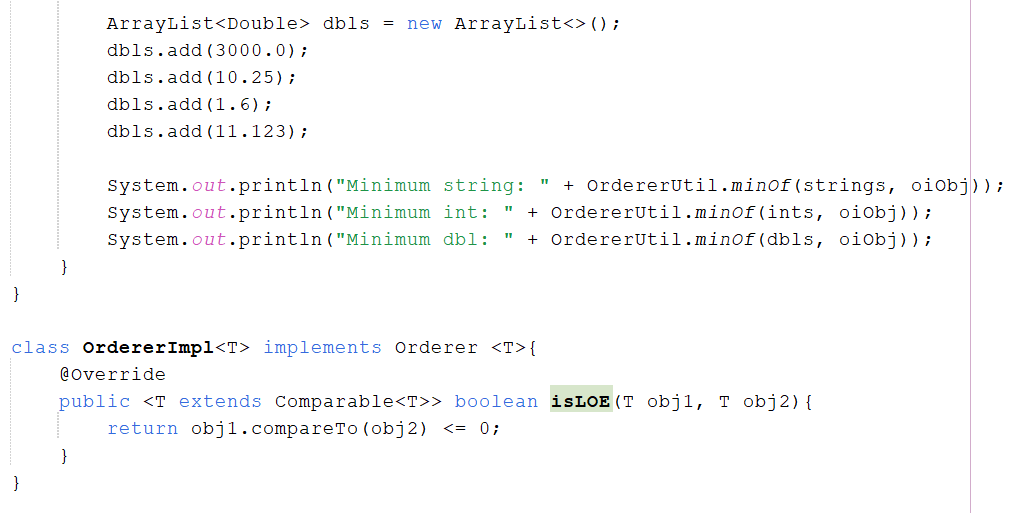 ArrayList<Double> dbls = new ArrayList<>();
dbls.add(3000.0);
dbls.add(10.25);
dbls.add(1.6);
dbls.add(11.123);
System.out.println("Minimum string: " + OrdererUtil.minOf(strings, oiObj));
System.out.println("Minimum int: " + OrdererUtil.minOf(ints, oiObj));
System.out.println("Minimum dbl: " + OrdererUtil.minOf(dbls, oiObj));
}
}
class OrdererImpl<T> implements Orderer <T>{
@Override
public <T extends Comparable<T>> boolean isLOE(T obj1, T obj2){
return obj1.compareTo(obj2) <= 0;
}
}